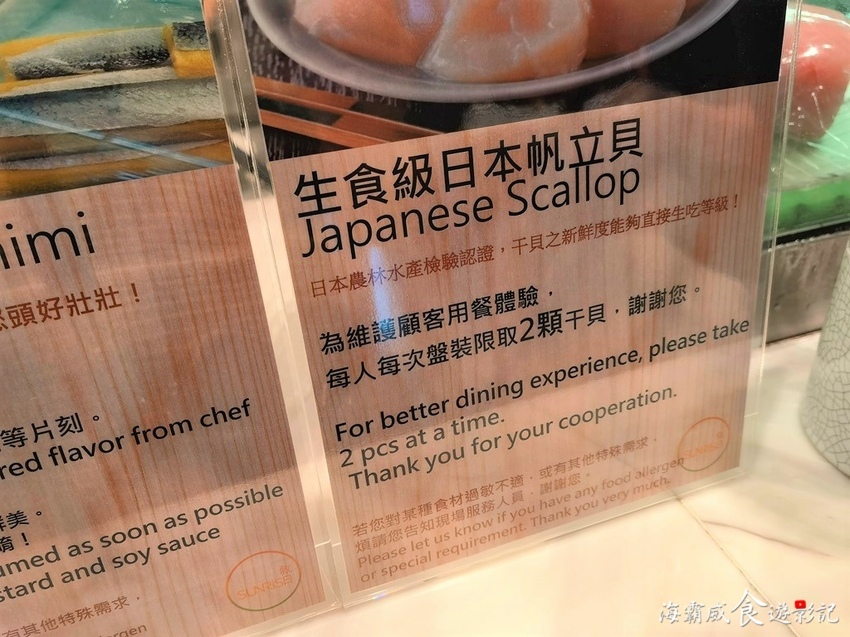 生食級日本帆立貝
Japanese Scallop
日本農林水產檢驗認證，干貝之新鮮度能夠直接生吃等級！
為維護顧客用餐體驗，
每人每次盤裝限取2顆干貝，謝謝您。
For better dining experience, please take
2 pcs at a time.
Thank you for your cooperation.
若您對某種食材過敏不適，或有其他特殊需求，
煩請您告知現場服務人員，謝謝您。
Please let us know if you have any food allergen
or special requirement. Thank you very much.
頭好壯壯！
等片刻。
red flavor from chef
美。
umed as soon as possible
stard and soy sauce
SUNRISE
有其他特殊需求，
allergen
海霸威食遊影記